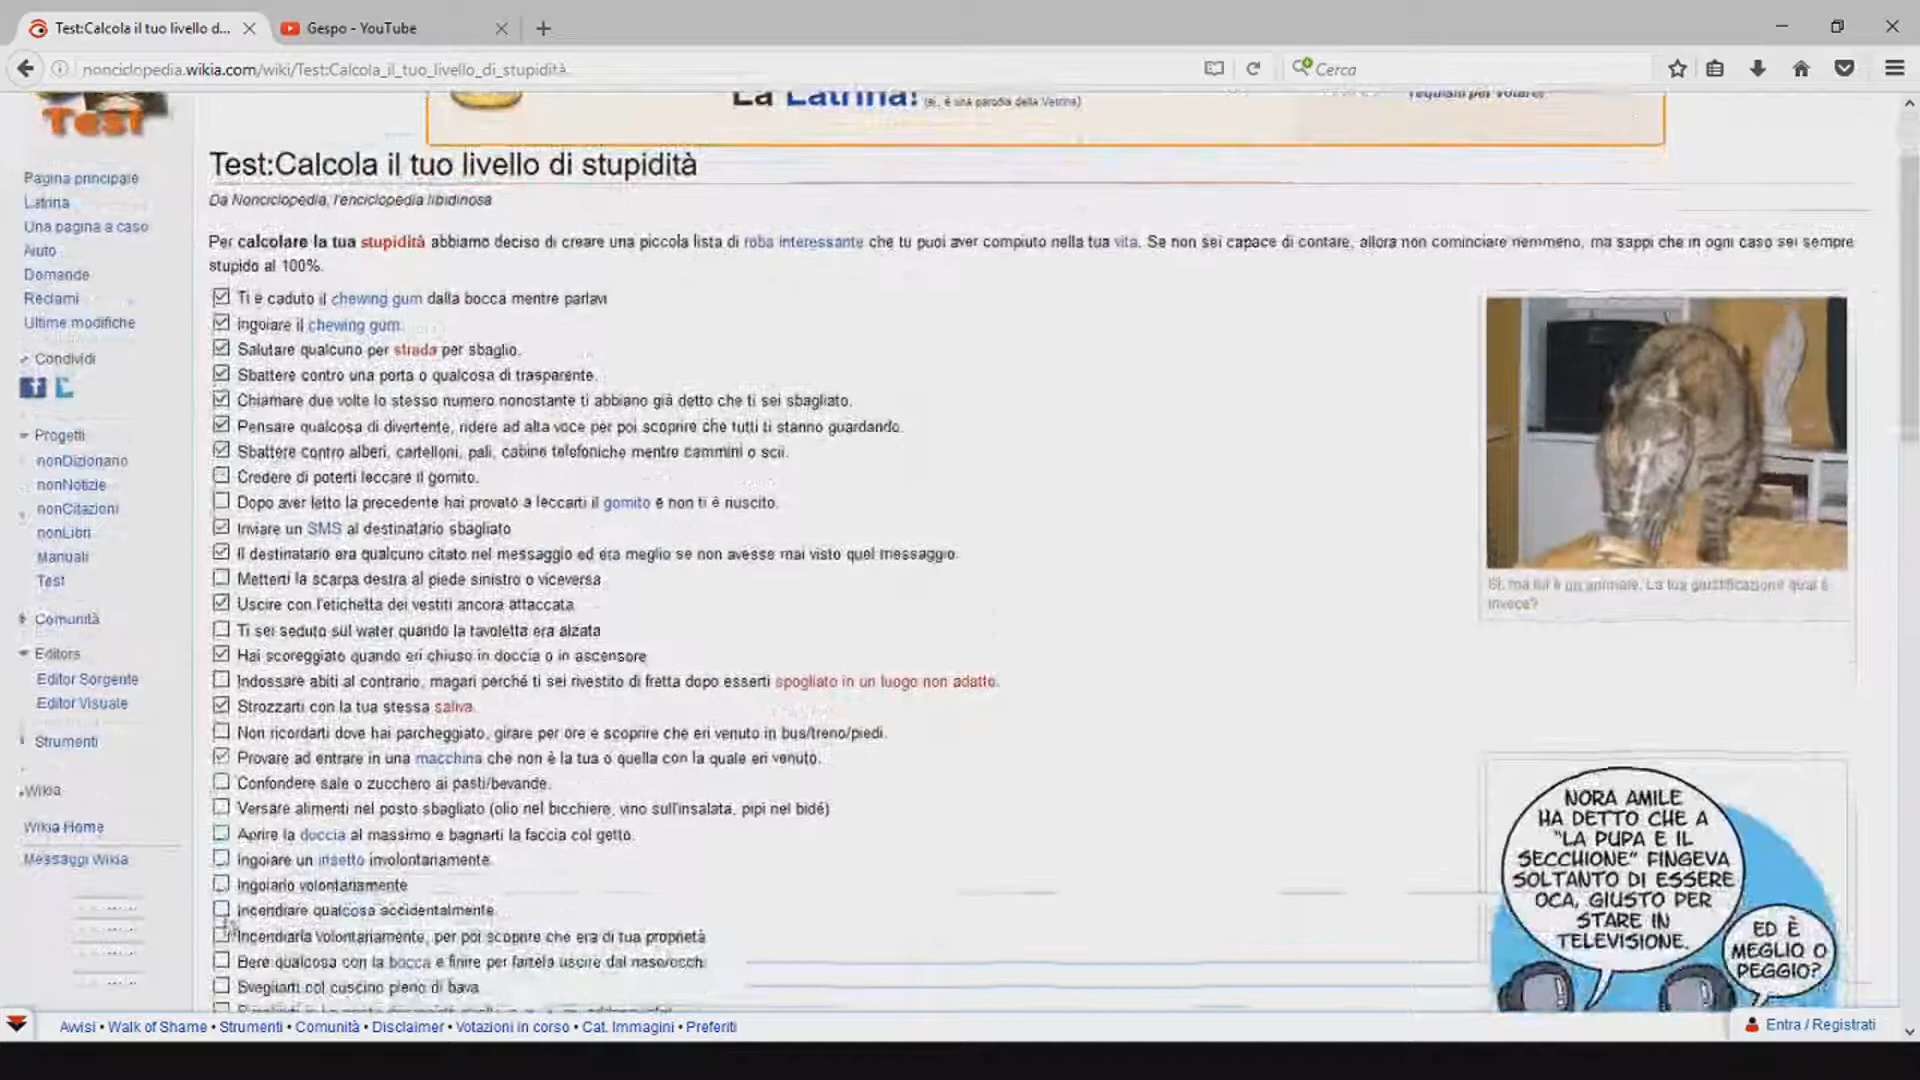 Test:Calcola il tuo livello d...
Gespo - YouTube
nonciclopedia.wikia.com/wiki/Test:Calcola_il_tuo_livello_di_stupidità
Cerca
Test
La Latrina! (sì, è una parodia della Vetrina)
requisiti per votare!
Pagina principale
Latrina
Una pagina a caso
Aiuto
Domande
Reclami
Ultime modifiche
Condividi
Progetti
nonDizionario
nonNotizie
nonCitazioni
nonLibri
Manuali
Test
Comunità
Editors
Editor Sorgente
Editor Visuale
Strumenti
Wikia
Wikia Home
Messaggi Wikia
Test:Calcola il tuo livello di stupidità
Da Nonciclopedia, l'enciclopedia libidinosa
Per calcolare la tua stupidità abbiamo deciso di creare una piccola lista di roba interessante che tu puoi aver compiuto nella tua vita. Se non sei capace di contare, allora non cominciare nemmeno, ma sappi che in ogni caso sei sempre
stupido al 100%.
Ti è caduto il chewing gum dalla bocca mentre parlavi
Ingoiare il chewing gum.
Salutare qualcuno per strada per sbaglio.
Sbattere contro una porta o qualcosa di trasparente.
Chiamare due volte lo stesso numero nonostante ti abbiano già detto che ti sei sbagliato.
Pensare qualcosa di divertente, ridere ad alta voce per poi scoprire che tutti ti stanno guardando.
Sbattere contro alberi, cartelloni, pali, cabine telefoniche mentre cammini o scii.
Credere di poterti leccare il gomito.
Dopo aver letto la precedente hai provato a leccarti il gomito e non ti è riuscito.
Inviare un SMS al destinatario sbagliato
Il destinatario era qualcuno citato nel messaggio ed era meglio se non avesse mai visto quel messaggio.
Metterti la scarpa destra al piede sinistro o viceversa
Uscire con l'etichetta dei vestiti ancora attaccata
Ti sei seduto sul water quando la tavoletta era alzata
Hai scoreggiato quando eri chiuso in doccia o in ascensore
Indossare abiti al contrario, magari perché ti sei rivestito di fretta dopo esserti spogliato in un luogo non adatto.
Strozzarti con la tua stessa saliva.
Non ricordarti dove hai parcheggiato, girare per ore e scoprire che eri venuto in bus/treno/piedi.
Provare ad entrare in una macchina che non è la tua o quella con la quale eri venuto.
Confondere sale o zucchero ai pasti/bevande.
Versare alimenti nel posto sbagliato (olio nel bicchiere, vino sull'insalata, pipì nel bidé)
Aprire la doccia al massimo e bagnarti la faccia col getto.
Ingoiare un insetto involontariamente.
Ingoiarlo volontariamente
Incendiare qualcosa accidentalmente.
Incendiarla volontariamente, per poi scoprire che era di tua proprietà
Bere qualcosa con la bocca e finire per fartela uscire dal naso/occhi
Svegliarti col cuscino pieno di bava
Sì, ma lui è un animale. La tua giustificazione qual è
invece?
NORA AMILE
HA DETTO CHE A
"LA PUPA E IL
SECCHIONE" FINGEVA
SOLTANTO DI ESSERE
OCA, GIUSTO PER
STARE IN
TELEVISIONE.
ED È
MEGLIO O
PEGGIO?
Avvisi • Walk of Shame • Strumenti • Comunità • Disclaimer • Votazioni in corso • Cat. Immagini • Preferiti
Entra / Registrati